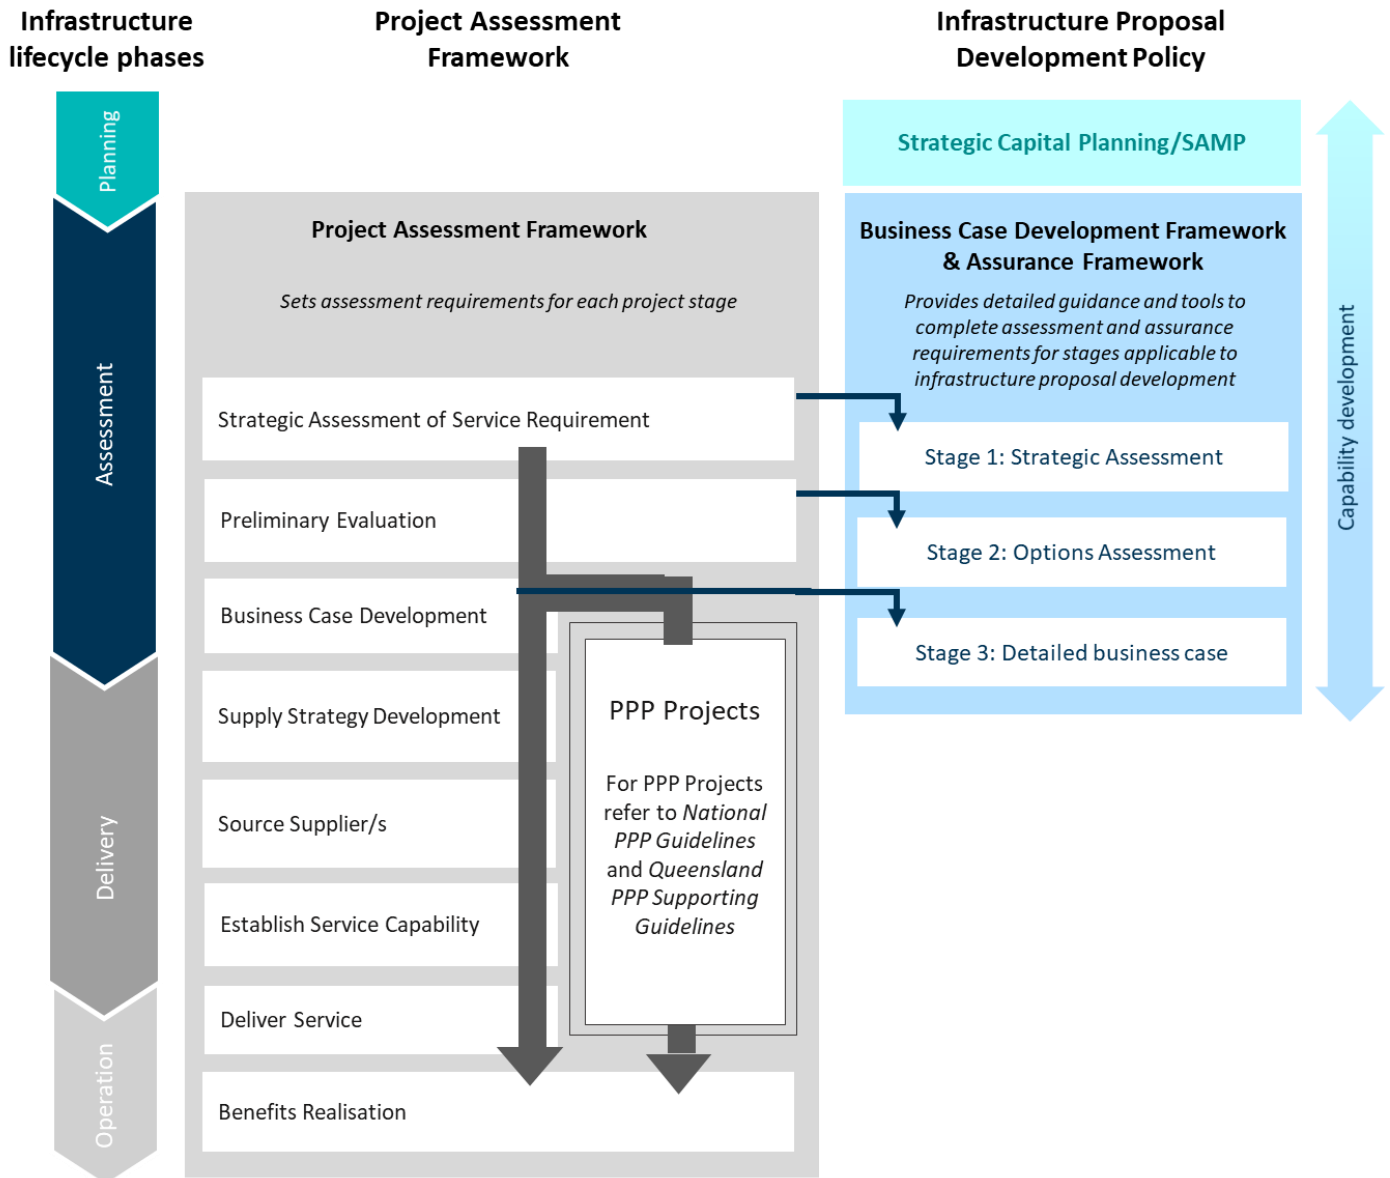 Infrastructure
lifecycle phases
Project Assessment
Framework
Infrastructure Proposal
Development Policy
Planning
Assessment
Delivery
Operation
Project Assessment Framework
Sets assessment requirements for each project stage
Strategic Assessment of Service Requirement
Preliminary Evaluation
Business Case Development
Supply Strategy Development
Source Supplier/s
Establish Service Capability
Deliver Service
Benefits Realisation
PPP Projects
For PPP Projects
refer to National
PPP Guidelines
and Queensland
PPP Supporting
Guidelines
Strategic Capital Planning/SAMP
Business Case Development Framework
& Assurance Framework
Provides detailed guidance and tools to
complete assessment and assurance
requirements for stages applicable to
infrastructure proposal development
Stage 1: Strategic Assessment
Stage 2: Options Assessment
Stage 3: Detailed business case
Capability development